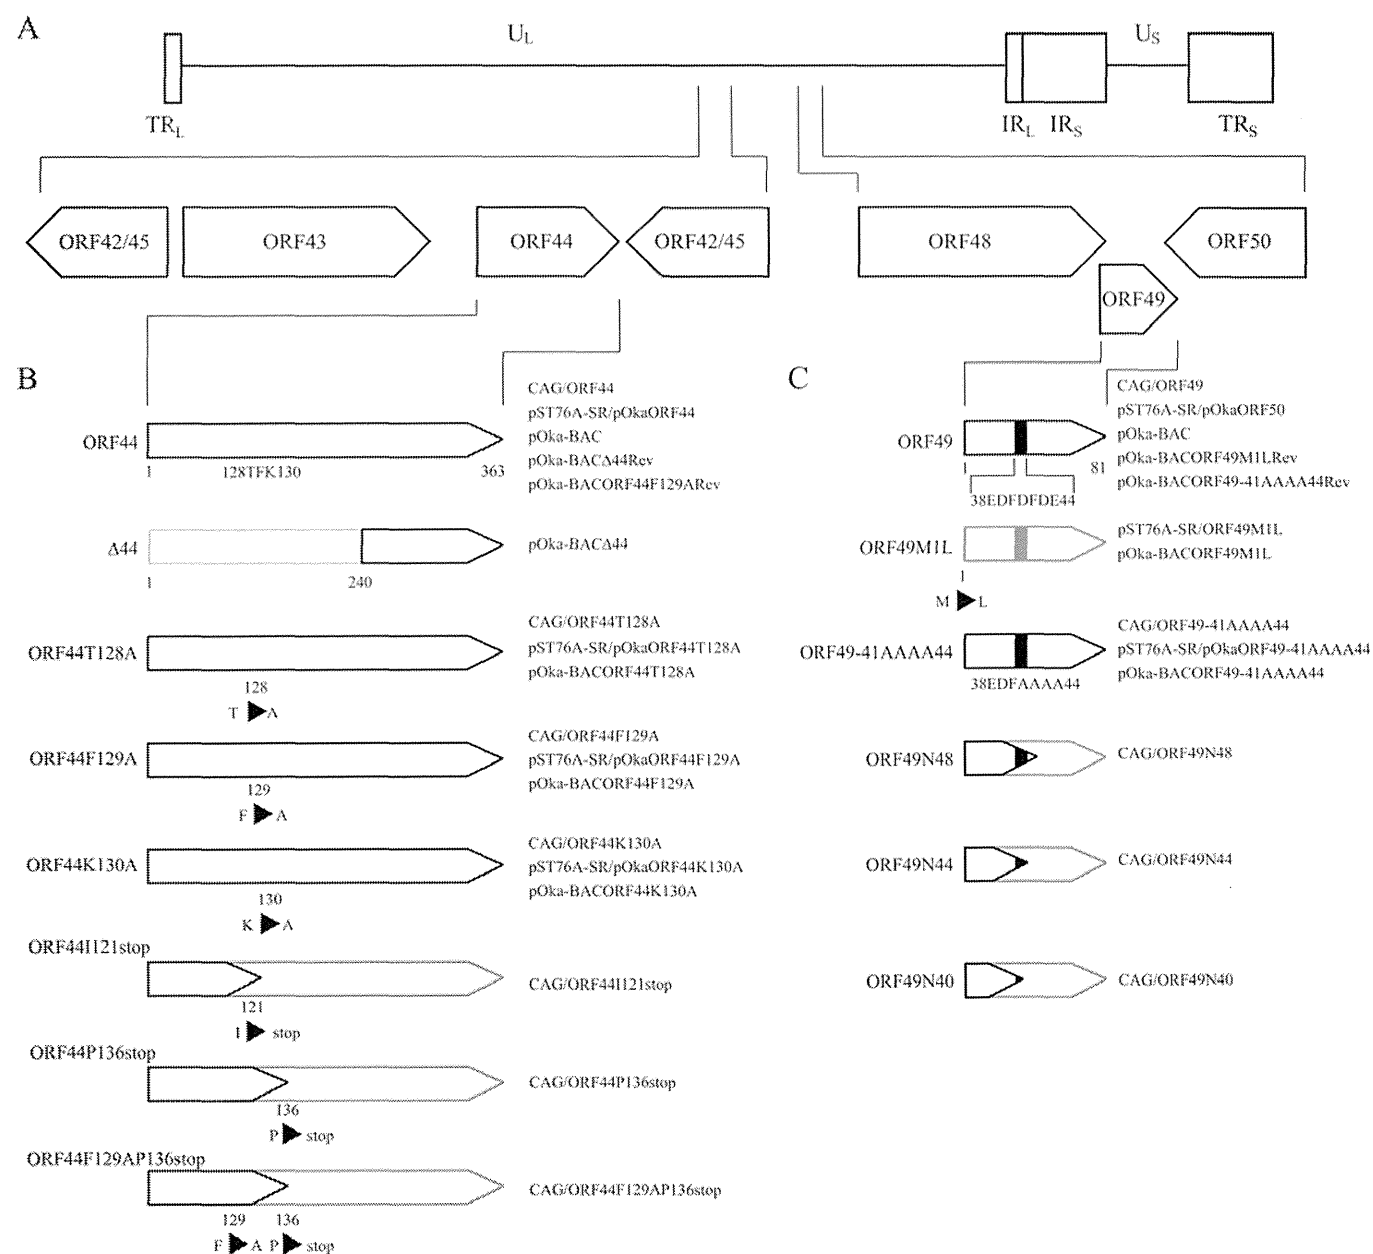 A
U_L
U_S
TR_L
IR_L IR_S
TR_S
ORF42/45
ORF43
ORF44
ORF42/45
ORF48
ORF50
ORF49
B
ORF44
1
128TFK130
363
CAG/ORF44
pST76A-SR/pOkaORF44
pOka-BAC
pOka-BACΔ44Rev
pOka-BACORF44F129ARev
Δ44
1
240
pOka-BACΔ44
ORF44T128A
128
T ▶ A
CAG/ORF44T128A
pST76A-SR/pOkaORF44T128A
pOka-BACORF44T128A
ORF44F129A
129
F ▶ A
CAG/ORF44F129A
pST76A-SR/pOkaORF44F129A
pOka-BACORF44F129A
ORF44K130A
130
K ▶ A
CAG/ORF44K130A
pST76A-SR/pOkaORF44K130A
pOka-BACORF44K130A
ORF44I121stop
121
I ▶ stop
CAG/ORF44I121stop
ORF44P136stop
136
P ▶ stop
CAG/ORF44P136stop
ORF44F129AP136stop
129 136
F ▶ A P ▶ stop
CAG/ORF44F129AP136stop
C
ORF49
1
81
38EDFDFDE44
CAG/ORF49
pST76A-SR/pOkaORF50
pOka-BAC
pOka-BACORF49M1LRev
pOka-BACORF49-41AAAA44Rev
ORF49M1L
1
M ▶ L
pST76A-SR/ORF49M1L
pOka-BACORF49M1L
ORF49-41AAAA44
38EDFAAAA44
CAG/ORF49-41AAAA44
pST76A-SR/pOkaORF49-41AAAA44
pOka-BACORF49-41AAAA44
ORF49N48
CAG/ORF49N48
ORF49N44
CAG/ORF49N44
ORF49N40
CAG/ORF49N40